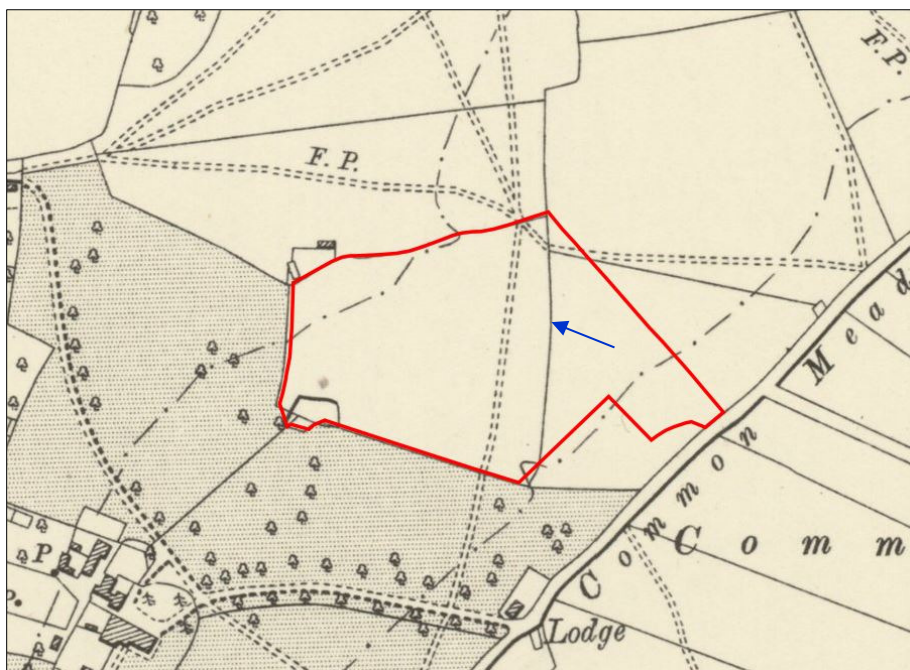 F. P.
F. P.
Mead
Common
Comm
P.
P.
Lodge